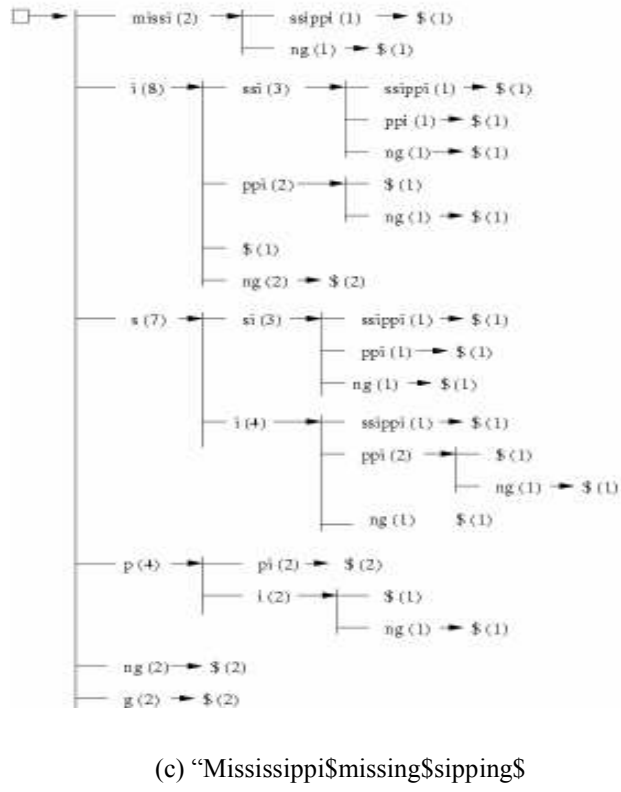 missi (2) ssippi (1) $ (1)
ng (1) $ (1)
i (8) ssi (3) ssippi (1) $ (1)
ppi (1) $ (1)
ng (1) $ (1)
ppi (2) $ (1)
ng (1) $ (1)
$ (1)
ng (2) $ (2)
s (7) si (3) ssippi (1) $ (1)
ppi (1) $ (1)
ng (1) $ (1)
i (4) ssippi (1) $ (1)
ppi (2) $ (1)
ng (1) $ (1)
ng (1) $ (1)
p (4) pi (2) $ (2)
i (2) $ (1)
ng (1) $ (1)
ng (2) $ (2)
g (2) $ (2)
(c) “Mississippi$missing$sipping$